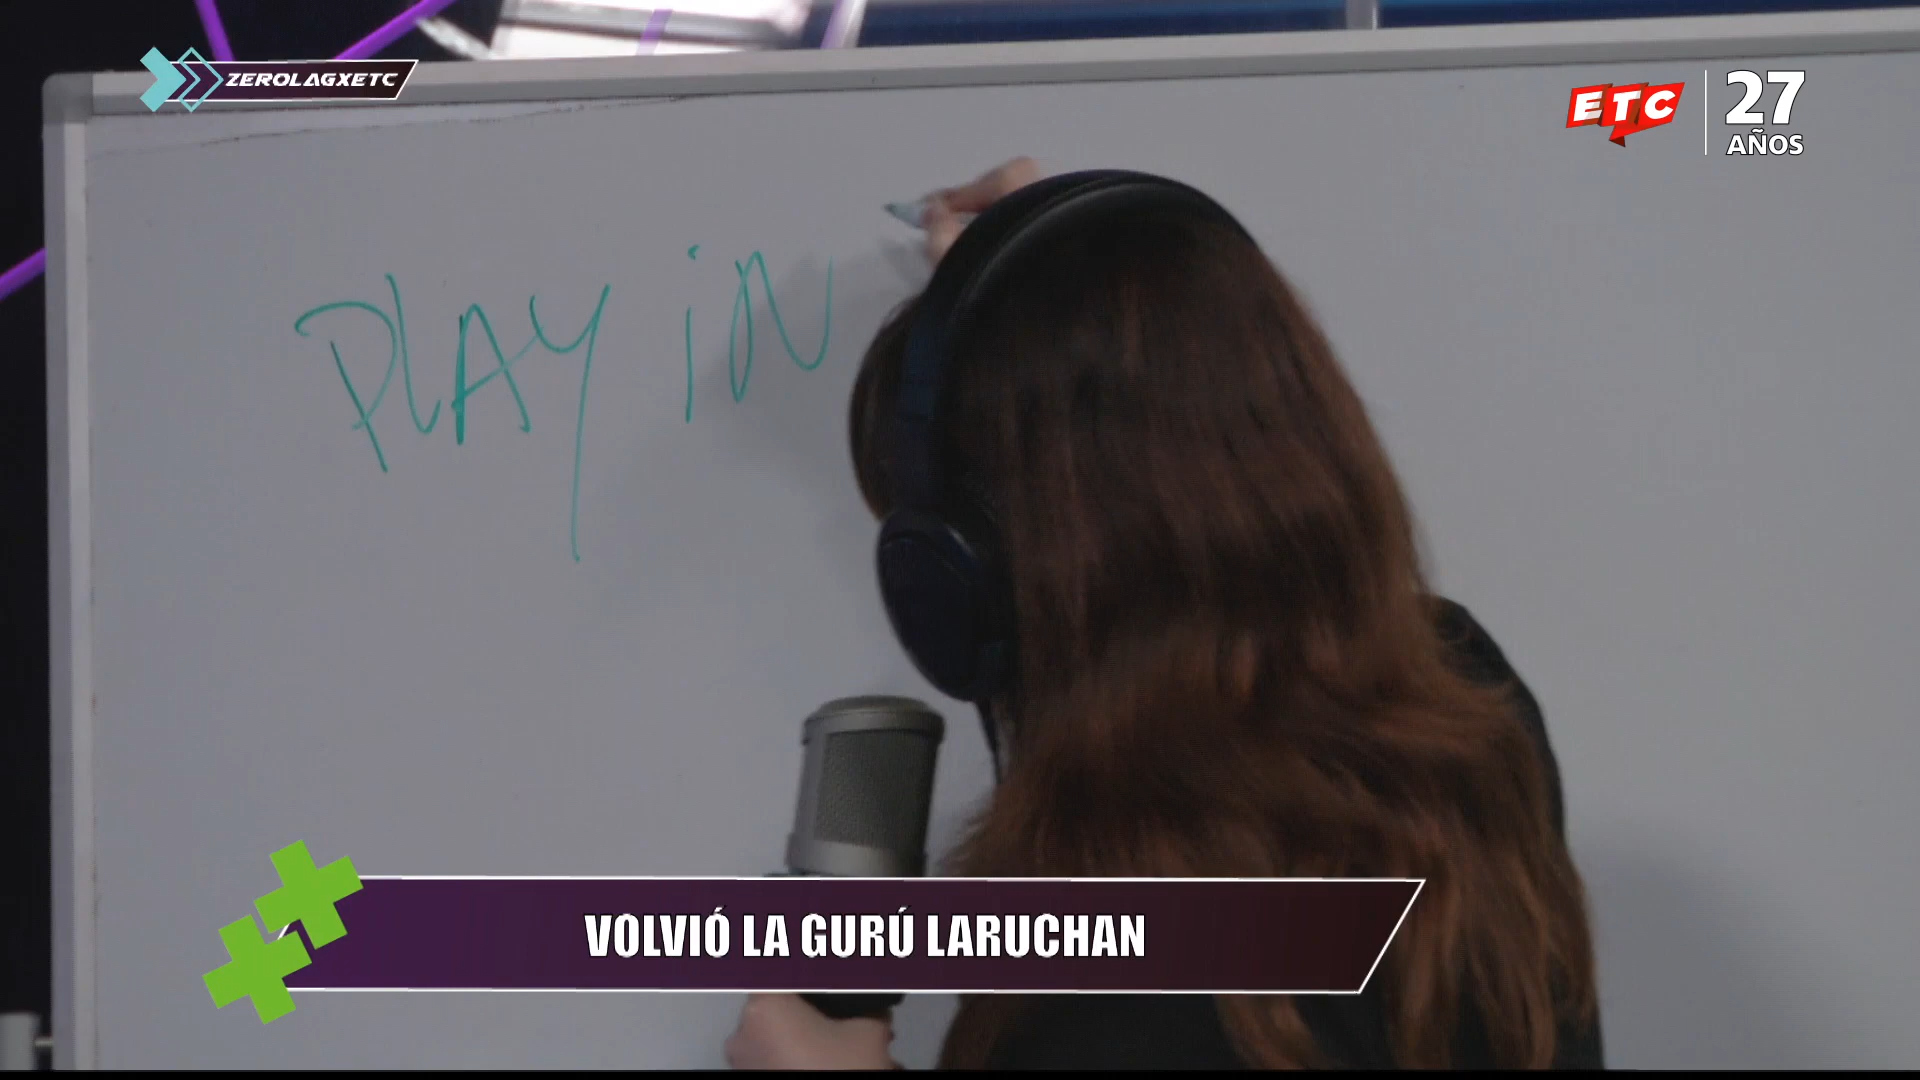 ZEROLAGXETC
ETC
27
AÑOS
PLAY iN
VOLVIÓ LA GURÚ LARUCHAN